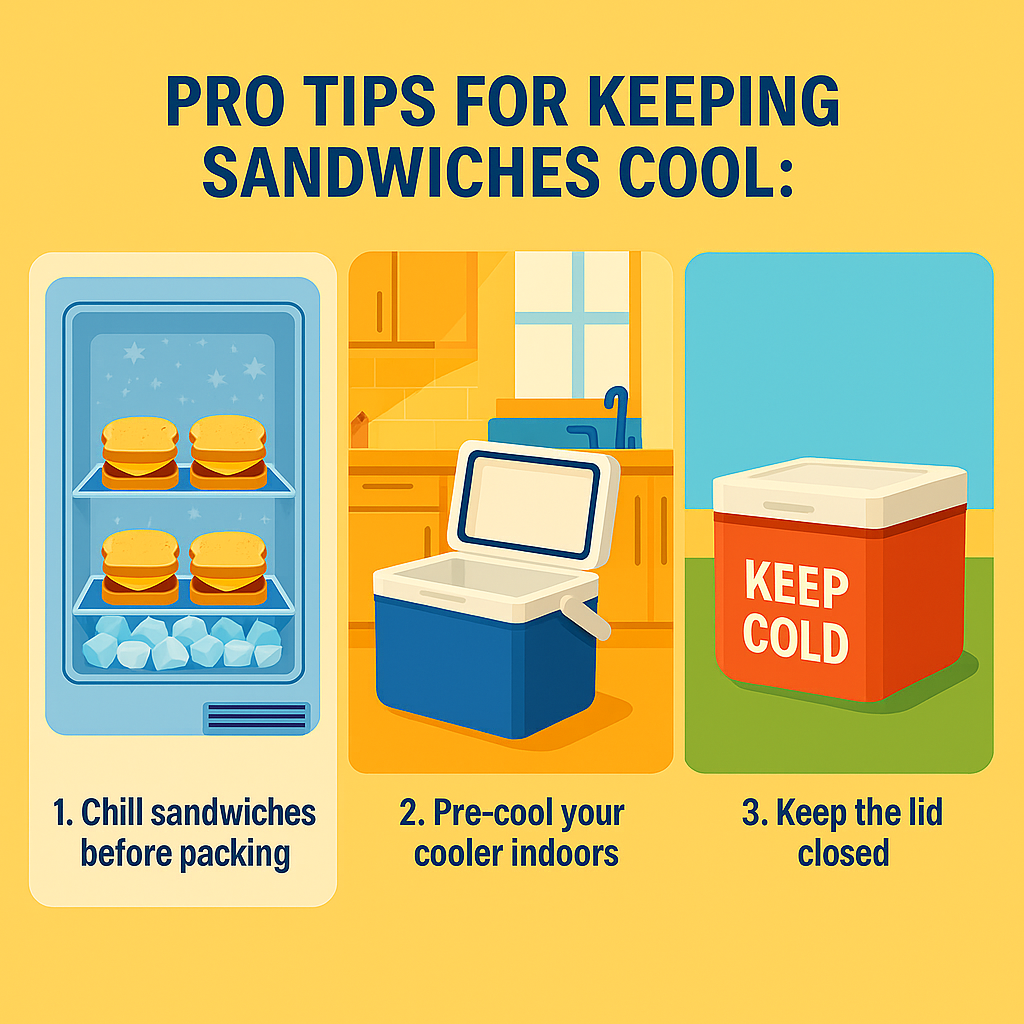 PRO TIPS FOR KEEPING
SANDWICHES COOL:
KEEP
COLD
1. Chill sandwiches
before packing
2. Pre-cool your
cooler indoors
3. Keep the lid
closed